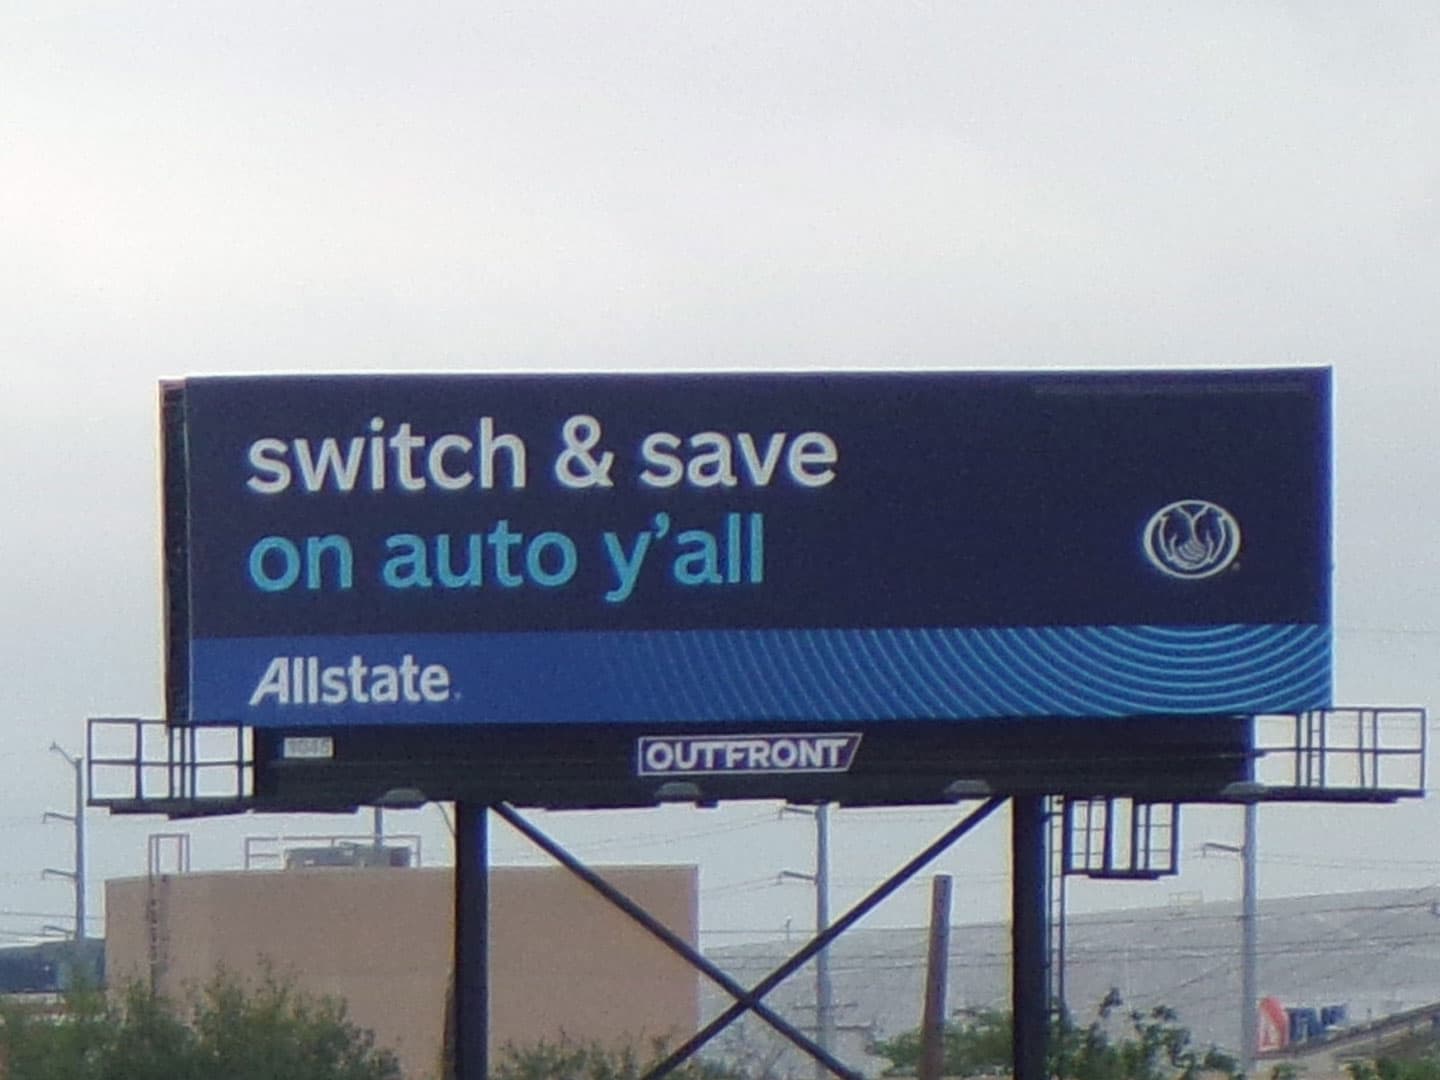 switch & save
on auto y'all
Allstate
OUTFRONT